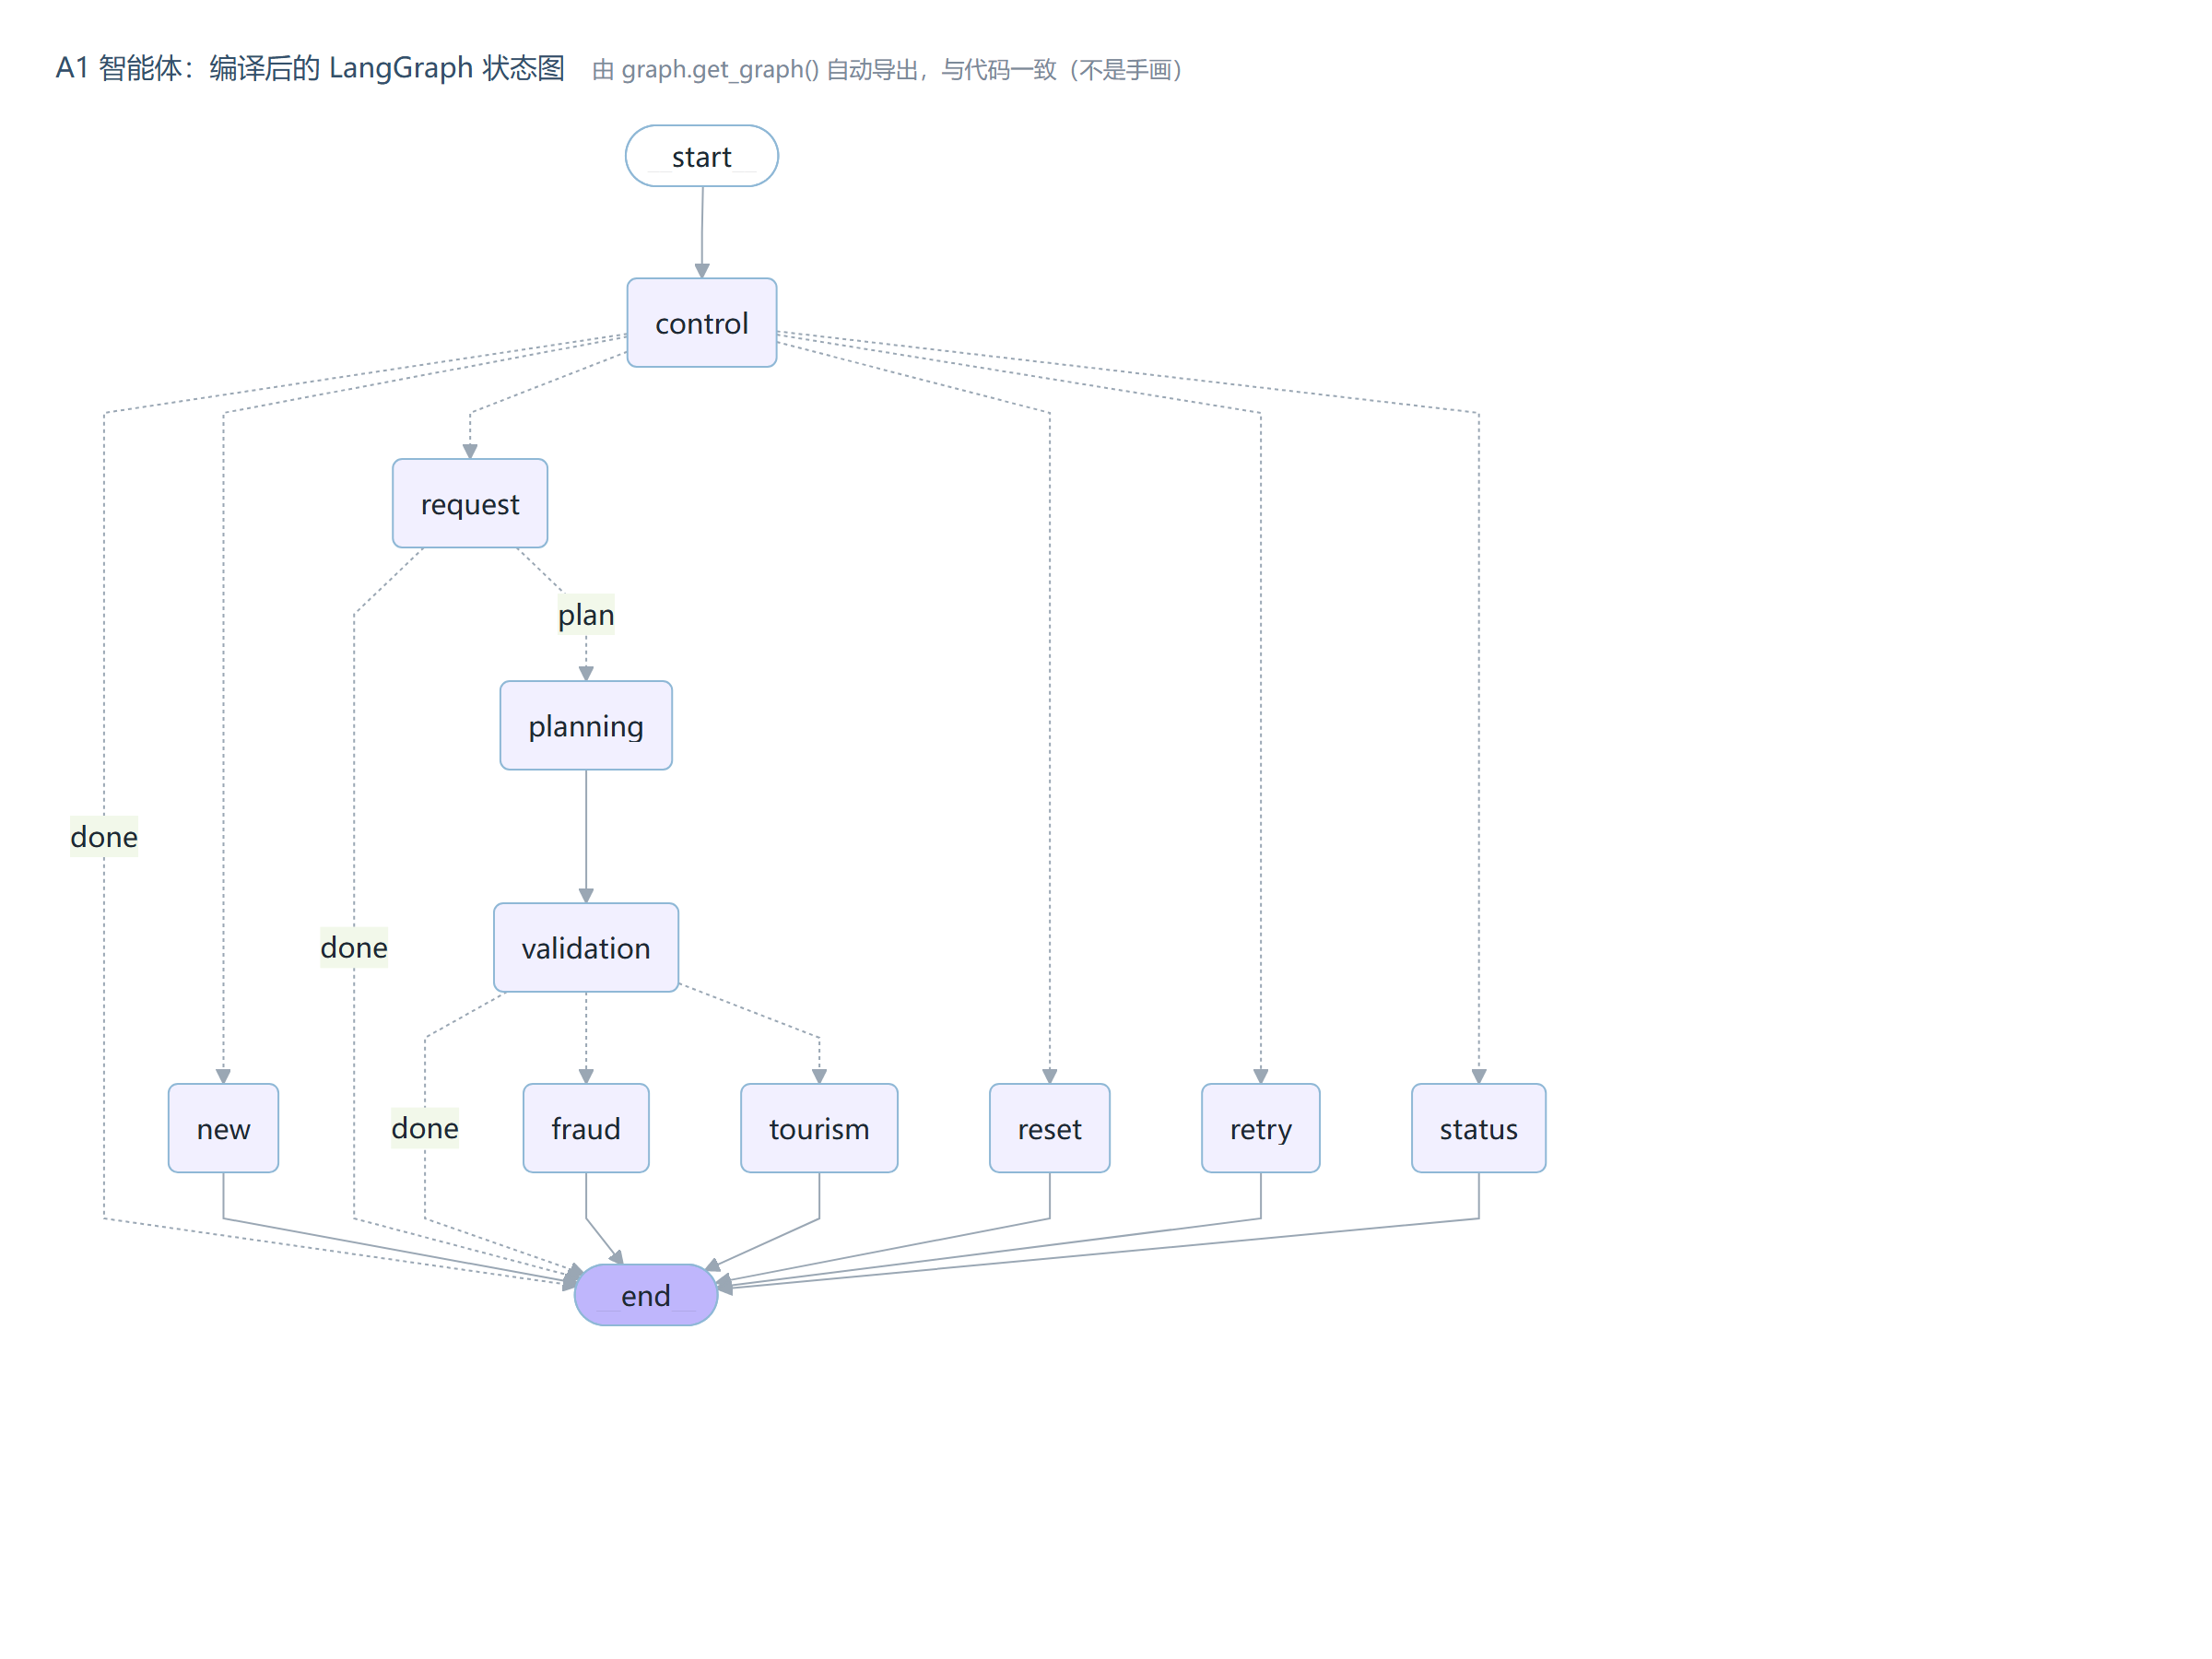 A1 智能体：编译后的 LangGraph 状态图 由 graph.get_graph() 自动导出，与代码一致（不是手画）
__start__
control
request
plan
planning
done
done
validation
new
done
fraud
tourism
reset
retry
status
__end__